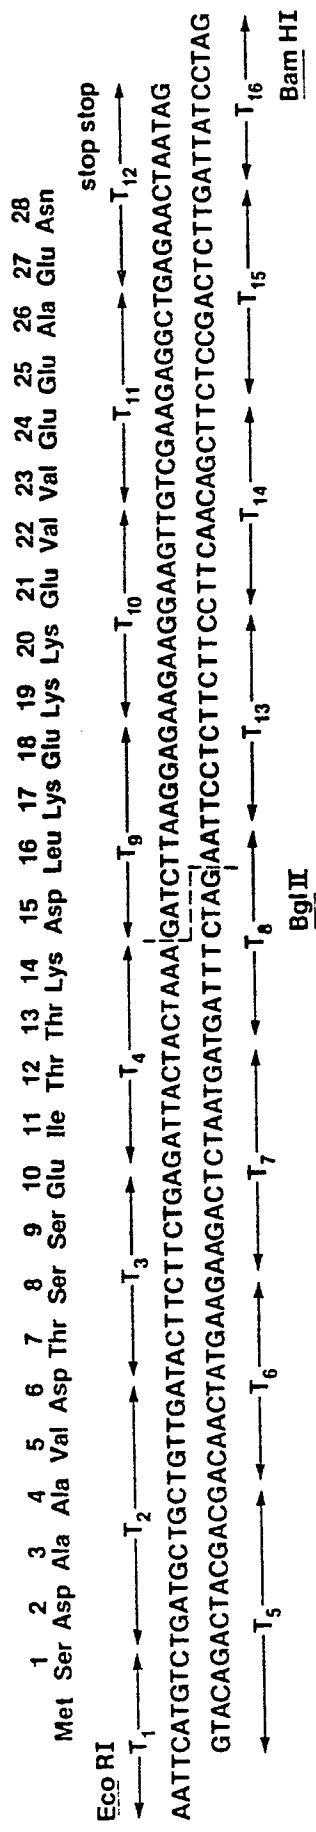 1 2 3 4 5 6 7 8 9 10 11 12 13 14 15 16 17 18 19 20 21 22 23 24 25 26 27 28
Met Ser Asp Ala Ala Val Asp Thr Ser Ser Glu Ile Thr Thr Lys Asp Leu Lys Glu Lys Lys Glu Val Val Glu Glu Ala Glu Asn
Eco RI stop stop
T1 T2 T3 T4 T9 T10 T11 T12
AATTCATGTCTGATGCTGCTGTTGATACTTCTTCTGAGATTACTACTAAAGATCTTAAGGAGAAGAAGGAAGTTGTCGAAGAGGCTGAGAACTAATAG
GTACAGACTACGACGACAACTATGAAGAAGACTCTAATGATGATTTCTAGAATTCCTCTTCTTCCTTCAACAGCTTCTCCGACTCTTGATTATCCTAG
T5 T6 T7 T8 T13 T14 T15 T16
Bgl II Bam HI